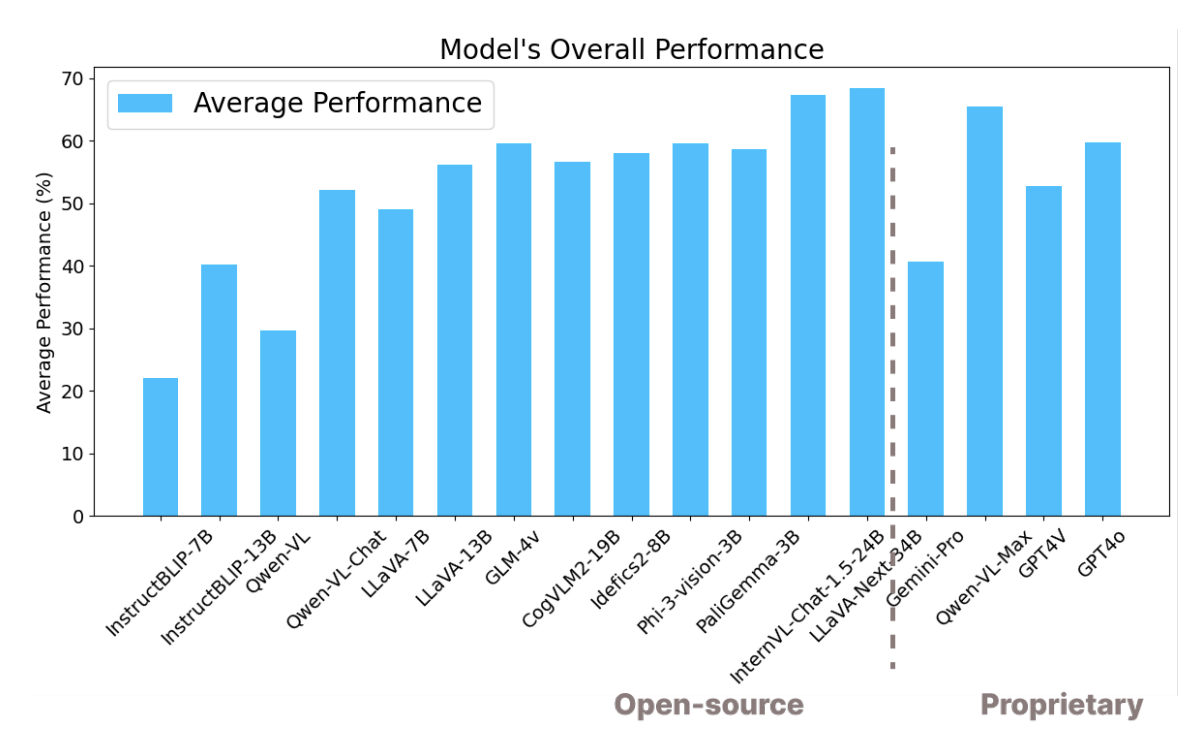 Model's Overall Performance
Average Performance
Average Performance (%)
70
60
50
40
30
20
10
0
InstructBLIP-7B
InstructBLIP-13B
Qwen-VL
Qwen-VL-Chat
LLaVA-7B
LLaVA-13B
GLM-4v
CogVLM2-19B
Idefics2-8B
Phi-3-vision-3B
PaliGemma-3B
InternVL-Chat-1.5-24B
LLaVA-Next-34B
Gemini-Pro
Qwen-VL-Max
GPT4V
GPT4o
Open-source
Proprietary